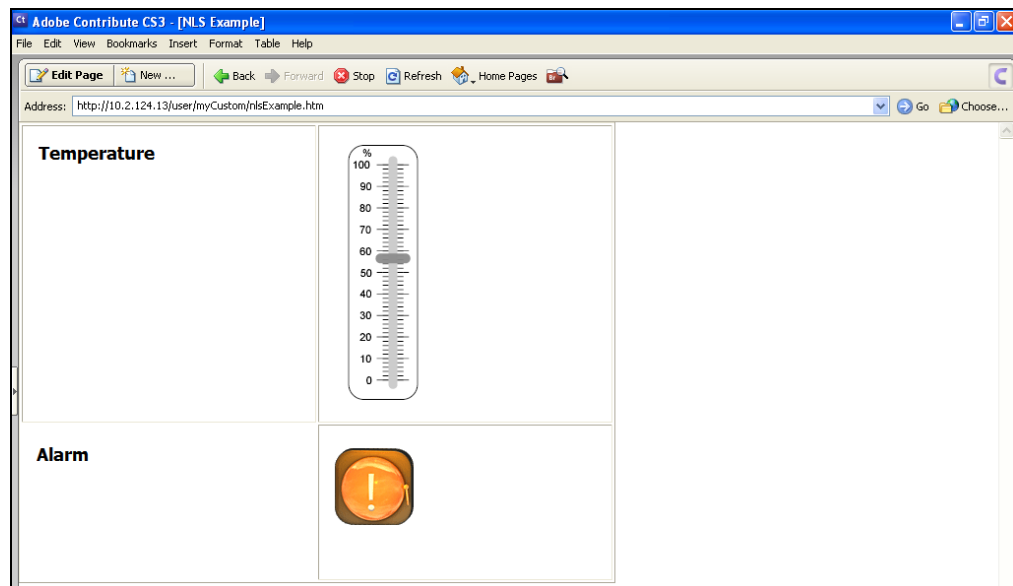 Ct Adobe Contribute CS3 - [NLS Example]
File Edit View Bookmarks Insert Format Table Help
Edit Page New ... Back Forward Stop Refresh Home Pages Br
Address: http://10.2.124.13/user/myCustom/nlsExample.htm Go Choose...
Temperature
%
100
90
80
70
60
50
40
30
20
10
0
Alarm
!